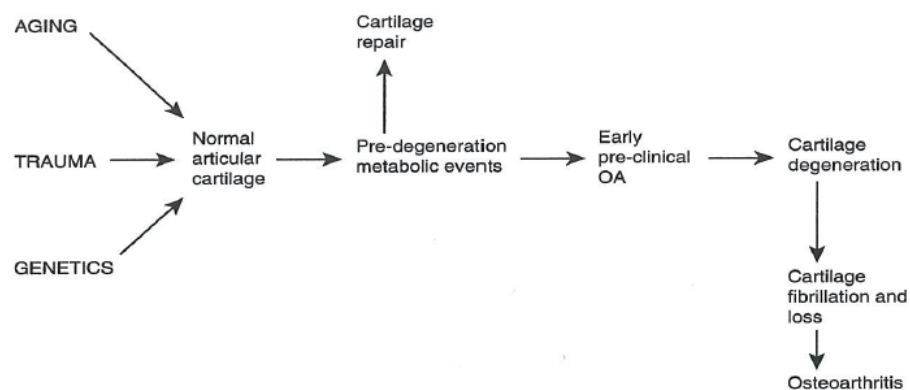 AGING
TRAUMA
GENETICS
Normal
articular
cartilage
Cartilage
repair
Pre-degeneration
metabolic events
Early
pre-clinical
OA
Cartilage
degeneration
Cartilage
fibrillation and
loss
Osteoarthritis